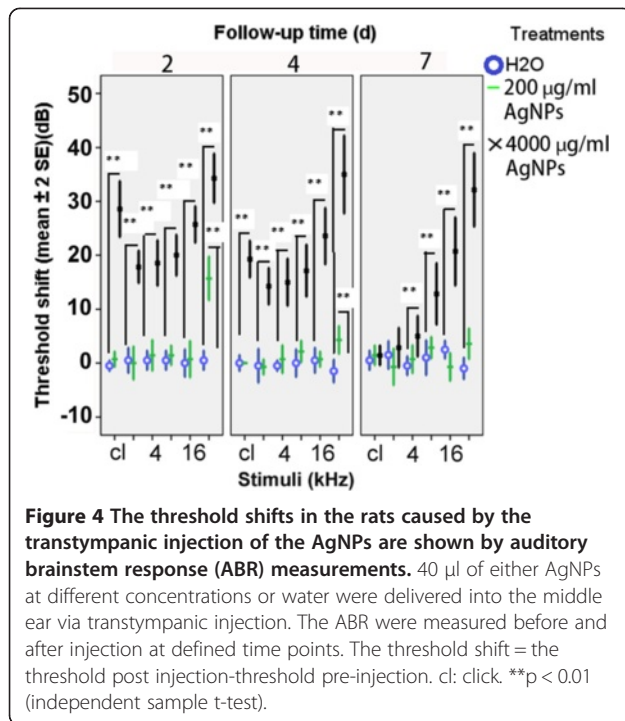 Follow-up time (d)
Treatments
2 4 7
H2O
200 µg/ml
AgNPs
4000 µg/ml
AgNPs
Threshold shift (mean ± 2 SE)(dB)
50
40
30
20
10
0
-10
** ** ** ** ** ** **
** ** ** ** ** ** **
** ** ** **
cl 4 16 cl 4 16 cl 4 16
Stimuli (kHz)
Figure 4 The threshold shifts in the rats caused by the
transtympanic injection of the AgNPs are shown by auditory
brainstem response (ABR) measurements. 40 µl of either AgNPs
at different concentrations or water were delivered into the middle
ear via transtympanic injection. The ABR were measured before and
after injection at defined time points. The threshold shift = the
threshold post injection-threshold pre-injection. cl: click. **p < 0.01
(independent sample t-test).